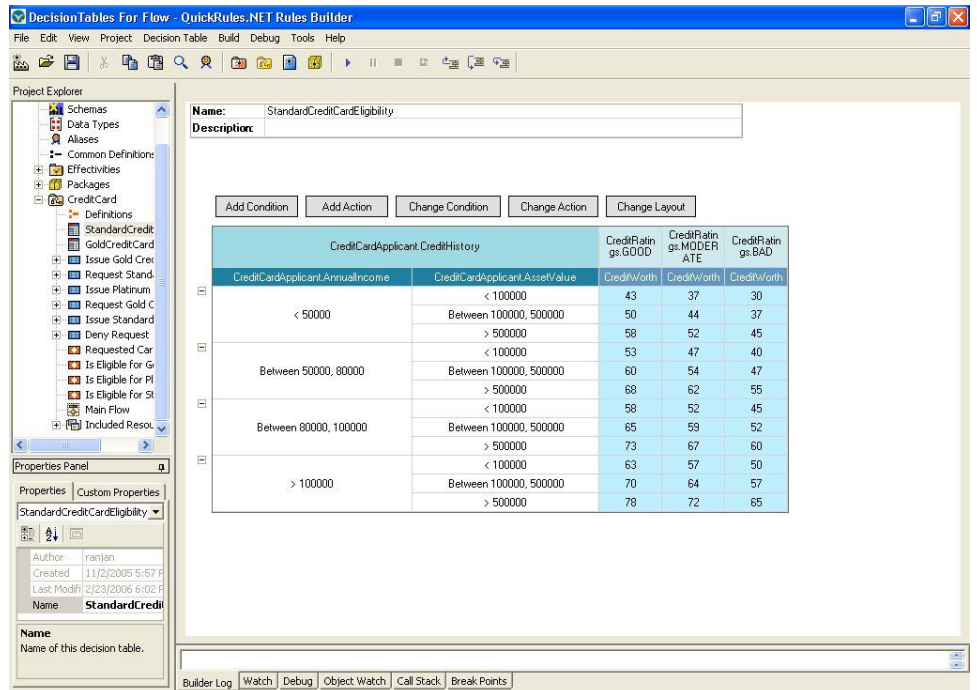 DecisionTables For Flow - QuickRules.NET Rules Builder
File Edit View Project Decision Table Build Debug Tools Help
Project Explorer
Schemas
Data Types
Aliases
Common Definitions
Effectivities
Packages
CreditCard
Definitions
StandardCredit
GoldCreditCard
Issue Gold Cred
Request Stand
Issue Platinum
Request Gold C
Issue Standard
Deny Request
Requested Car
Is Eligible for G
Is Eligible for Pl
Is Eligible for St
Main Flow
Included Resou
Name: StandardCreditCardEligibility
Description:
Add Condition Add Action Change Condition Change Action Change Layout
CreditCardApplicant.CreditHistory CreditRatings.GOOD CreditRatings.MODERATE CreditRatings.BAD
CreditCardApplicant.AnnualIncome CreditCardApplicant.AssetValue CreditWorth CreditWorth CreditWorth
< 50000 < 100000 43 37 30
Between 100000, 500000 50 44 37
> 500000 58 52 45
Between 50000, 80000 < 100000 53 47 40
Between 100000, 500000 60 54 47
> 500000 68 62 55
Between 80000, 100000 < 100000 58 52 45
Between 100000, 500000 65 59 52
> 500000 73 67 60
> 100000 < 100000 63 57 50
Between 100000, 500000 70 64 57
> 500000 78 72 65
Properties Panel
Properties Custom Properties
StandardCreditCardEligibility
Author ranjan
Created 11/2/2005 5:57 P
Last Modifi 2/23/2006 6:02 P
Name StandardCredi
Name
Name of this decision table.
Builder Log Watch Debug Object Watch Call Stack Break Points